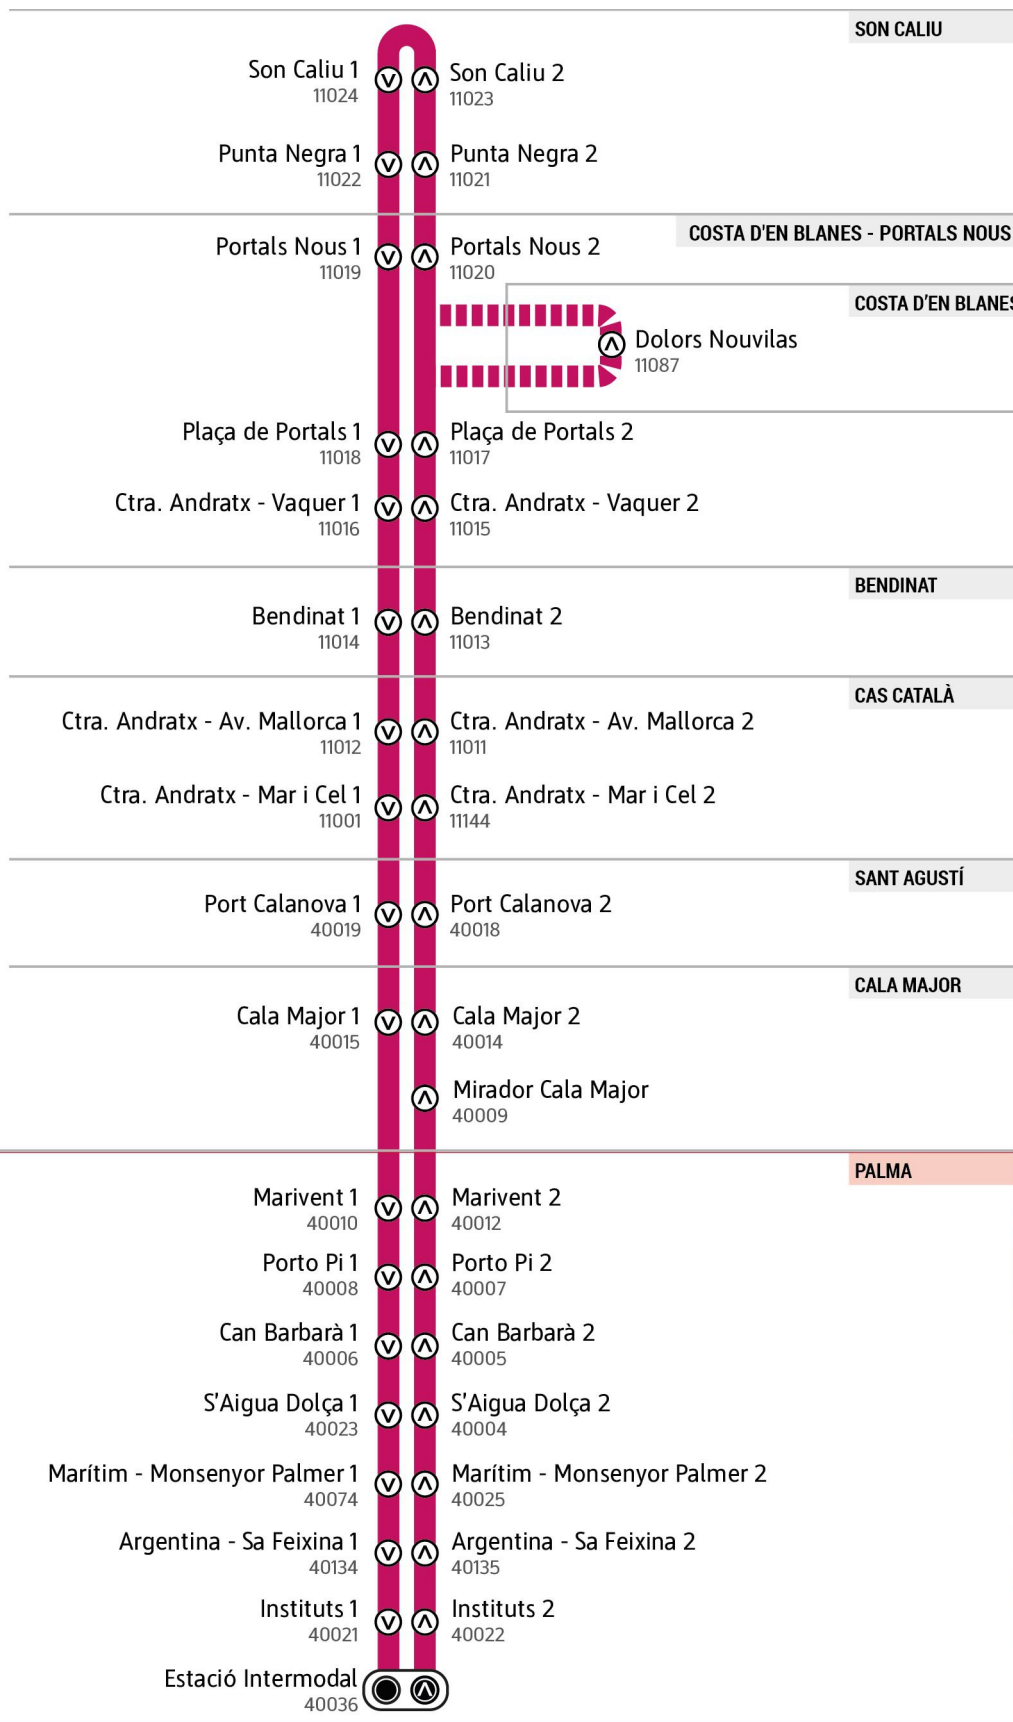 SON CALIU
Son Caliu 1
11024
Son Caliu 2
11023
Punta Negra 1
11022
Punta Negra 2
11021
COSTA D'EN BLANES - PORTALS NOUS
Portals Nous 1
11019
Portals Nous 2
11020
COSTA D'EN BLANES
Dolors Nouvilas
11087
Plaça de Portals 1
11018
Plaça de Portals 2
11017
Ctra. Andratx - Vaquer 1
11016
Ctra. Andratx - Vaquer 2
11015
BENDINAT
Bendinat 1
11014
Bendinat 2
11013
CAS CATALÀ
Ctra. Andratx - Av. Mallorca 1
11012
Ctra. Andratx - Av. Mallorca 2
11011
Ctra. Andratx - Mar i Cel 1
11001
Ctra. Andratx - Mar i Cel 2
11144
SANT AGUSTÍ
Port Calanova 1
40019
Port Calanova 2
40018
CALA MAJOR
Cala Major 1
40015
Cala Major 2
40014
Mirador Cala Major
40009
PALMA
Marivent 1
40010
Marivent 2
40012
Porto Pi 1
40008
Porto Pi 2
40007
Can Barbarà 1
40006
Can Barbarà 2
40005
S'Aigua Dolça 1
40023
S'Aigua Dolça 2
40004
Marítim - Monsenyor Palmer 1
40074
Marítim - Monsenyor Palmer 2
40025
Argentina - Sa Feixina 1
40134
Argentina - Sa Feixina 2
40135
Instituts 1
40021
Instituts 2
40022
Estació Intermodal
40036